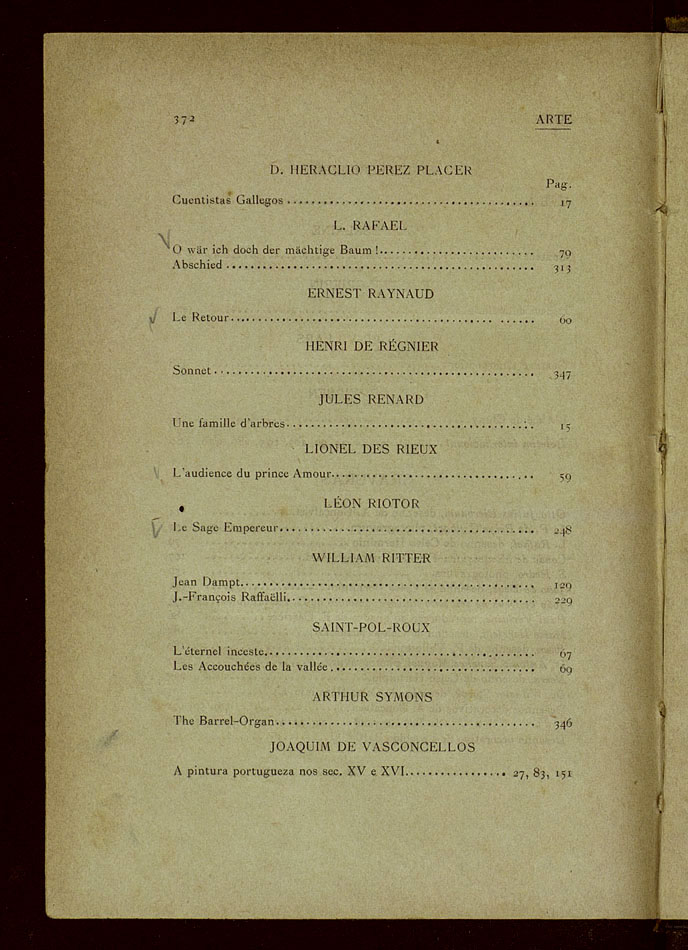 372 ARTE
D. HERACLIO PEREZ PLACER
Pag.
Cuentistas Gallegos ........................................ 17
L. RAFAEL
O wär ich doch der mächtige Baum !......................... 79
Abschied .................................................. 313
ERNEST RAYNAUD
Le Retour.................................................. 60
HENRI DE RÉGNIER
Sonnet .................................................... 347
JULES RENARD
Une famille d'arbres....................................... 15
LIONEL DES RIEUX
L'audience du prince Amour................................. 59
LÉON RIOTOR
Le Sage Empereur........................................... 248
WILLIAM RITTER
Jean Dampt................................................. 129
J.-François Raffaëlli...................................... 229
SAINT-POL-ROUX
L'éternel inceste.......................................... 67
Les Accouchées de la vallée ............................... 69
ARTHUR SYMONS
The Barrel-Organ........................................... 346
JOAQUIM DE VASCONCELLOS
A pintura portugueza nos sec. XV e XVI................. 27, 83, 151